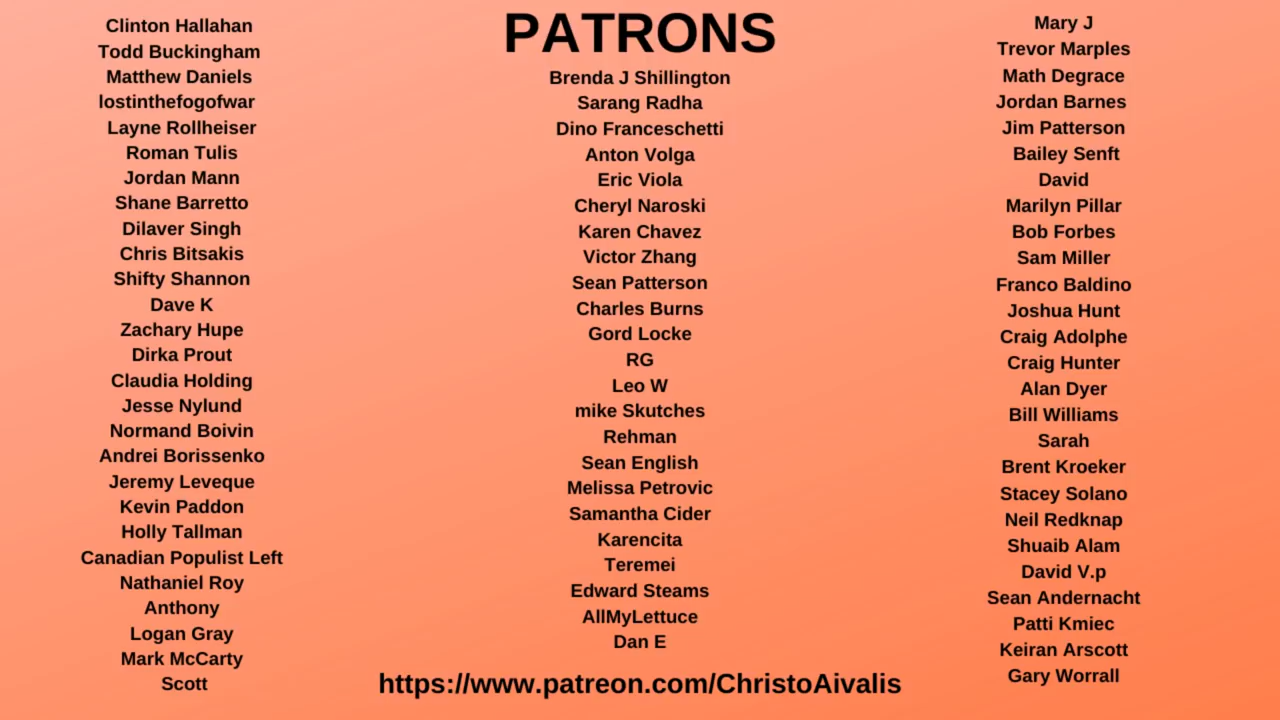 PATRONS
Clinton Hallahan
Todd Buckingham
Matthew Daniels
lostinthefogofwar
Layne Rollheiser
Roman Tulis
Jordan Mann
Shane Barretto
Dilaver Singh
Chris Bitsakis
Shifty Shannon
Dave K
Zachary Hupe
Dirka Prout
Claudia Holding
Jesse Nylund
Normand Boivin
Andrei Borissenko
Jeremy Leveque
Kevin Paddon
Holly Tallman
Canadian Populist Left
Nathaniel Roy
Anthony
Logan Gray
Mark McCarty
Scott
Brenda J Shillington
Sarang Radha
Dino Franceschetti
Anton Volga
Eric Viola
Cheryl Naroski
Karen Chavez
Victor Zhang
Sean Patterson
Charles Burns
Gord Locke
RG
Leo W
mike Skutches
Rehman
Sean English
Melissa Petrovic
Samantha Cider
Karencita
Teremei
Edward Steams
AllMyLettuce
Dan E
Mary J
Trevor Marples
Math Degrace
Jordan Barnes
Jim Patterson
Bailey Senft
David
Marilyn Pillar
Bob Forbes
Sam Miller
Franco Baldino
Joshua Hunt
Craig Adolphe
Craig Hunter
Alan Dyer
Bill Williams
Sarah
Brent Kroeker
Stacey Solano
Neil Redknap
Shuaib Alam
David V.p
Sean Andernacht
Patti Kmiec
Keiran Arscott
Gary Worrall
https://www.patreon.com/ChristoAivalis